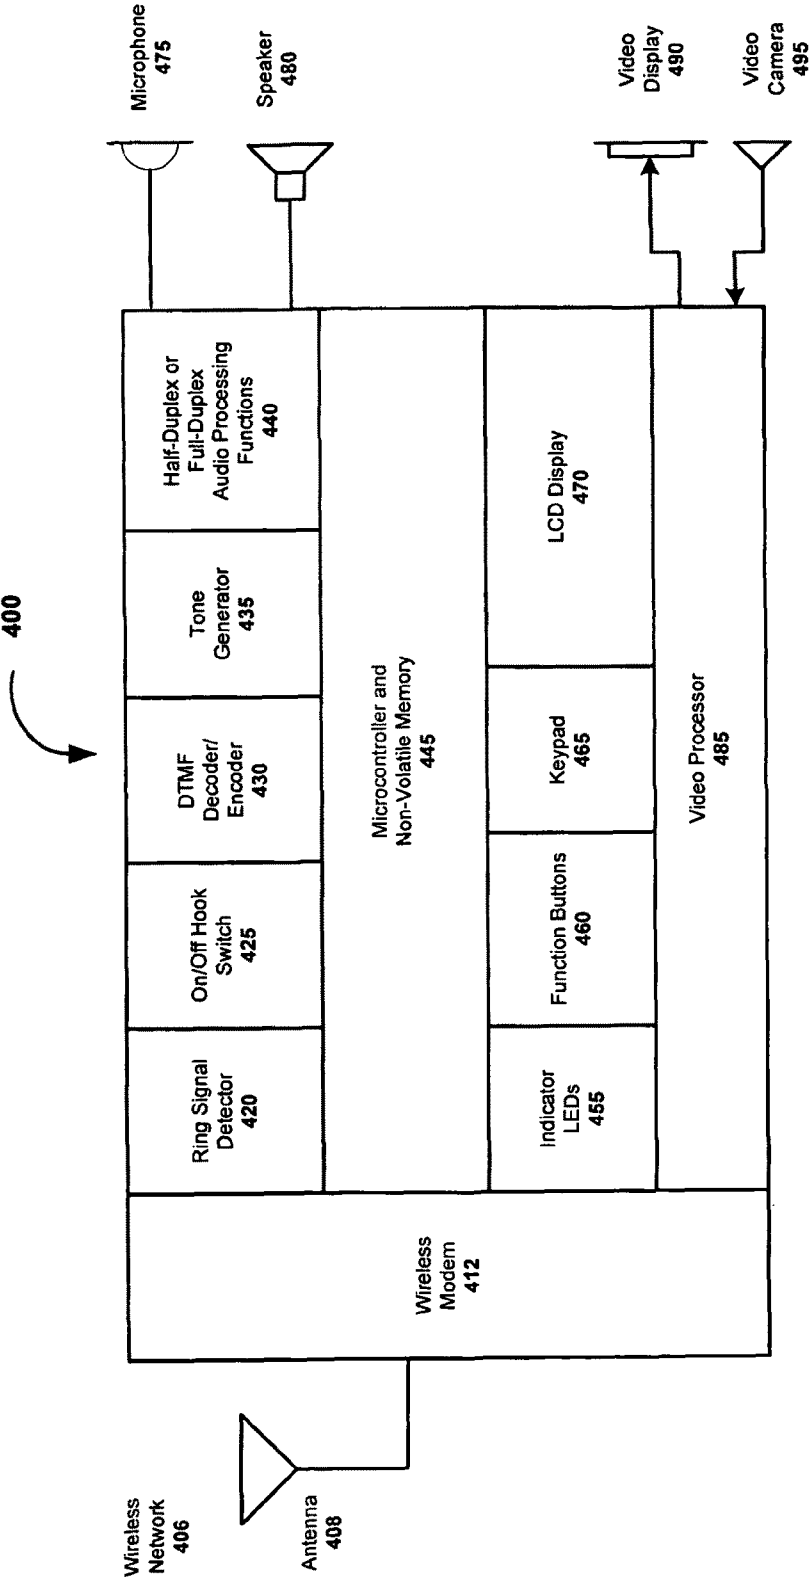 400
Wireless
Network
406
Antenna
408
Wireless
Modem
412
Ring Signal
Detector
420
On/Off Hook
Switch
425
DTMF
Decoder/
Encoder
430
Tone
Generator
435
Half-Duplex or
Full-Duplex
Audio Processing
Functions
440
Microphone
475
Speaker
480
Microcontroller and
Non-Volatile Memory
445
Indicator
LEDs
455
Function Buttons
460
Keypad
465
LCD Display
470
Video Processor
485
Video
Display
490
Video
Camera
495